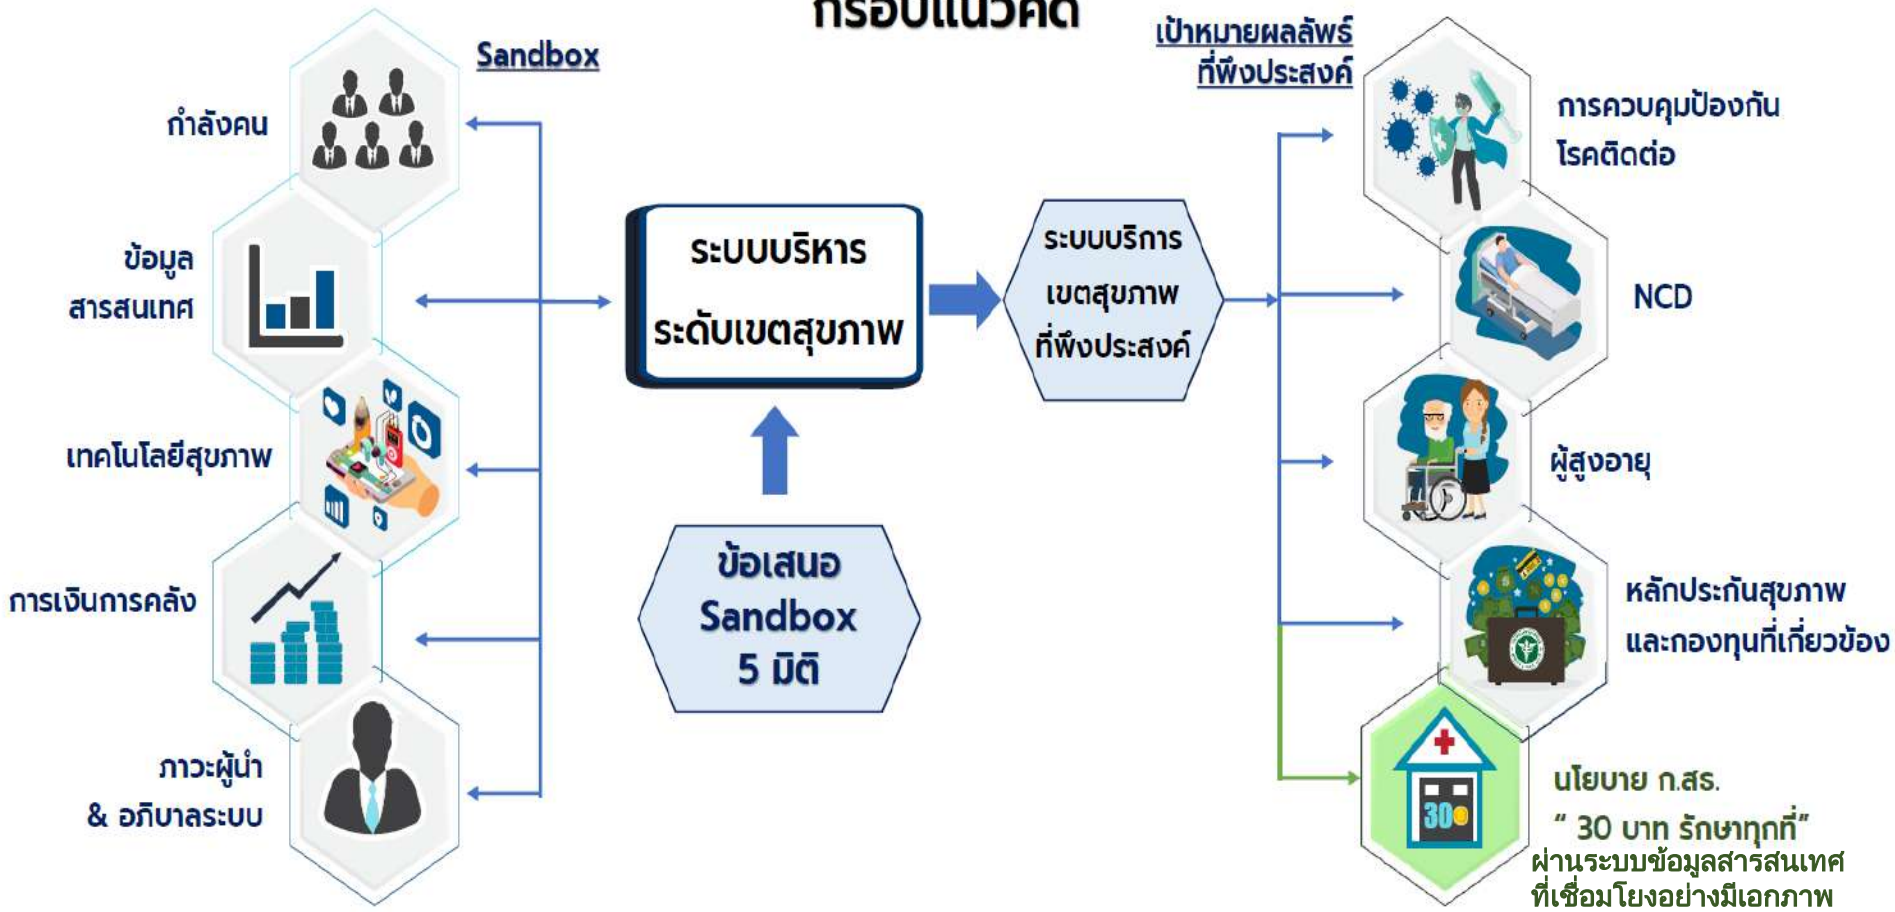 กรอบแนวคิด
Sandbox
กำลังคน
ข้อมูล
สารสนเทศ
เทคโนโลยีสุขภาพ
การเงินการคลัง
ภาวะผู้นำ
& อภิบาลระบบ
ระบบบริหาร
ระดับเขตสุขภาพ
ข้อเสนอ
Sandbox
5 มิติ
ระบบบริการ
เขตสุขภาพ
ที่พึงประสงค์
เป้าหมายผลลัพธ์
ที่พึงประสงค์
การควบคุมป้องกัน
โรคติดต่อ
NCD
ผู้สูงอายุ
หลักประกันสุขภาพ
และกองทุนที่เกี่ยวข้อง
30
นโยบาย ก.สธ.
“ 30 บาท รักษาทุกที่”
ผ่านระบบข้อมูลสารสนเทศ
ที่เชื่อมโยงอย่างมีเอกภาพ